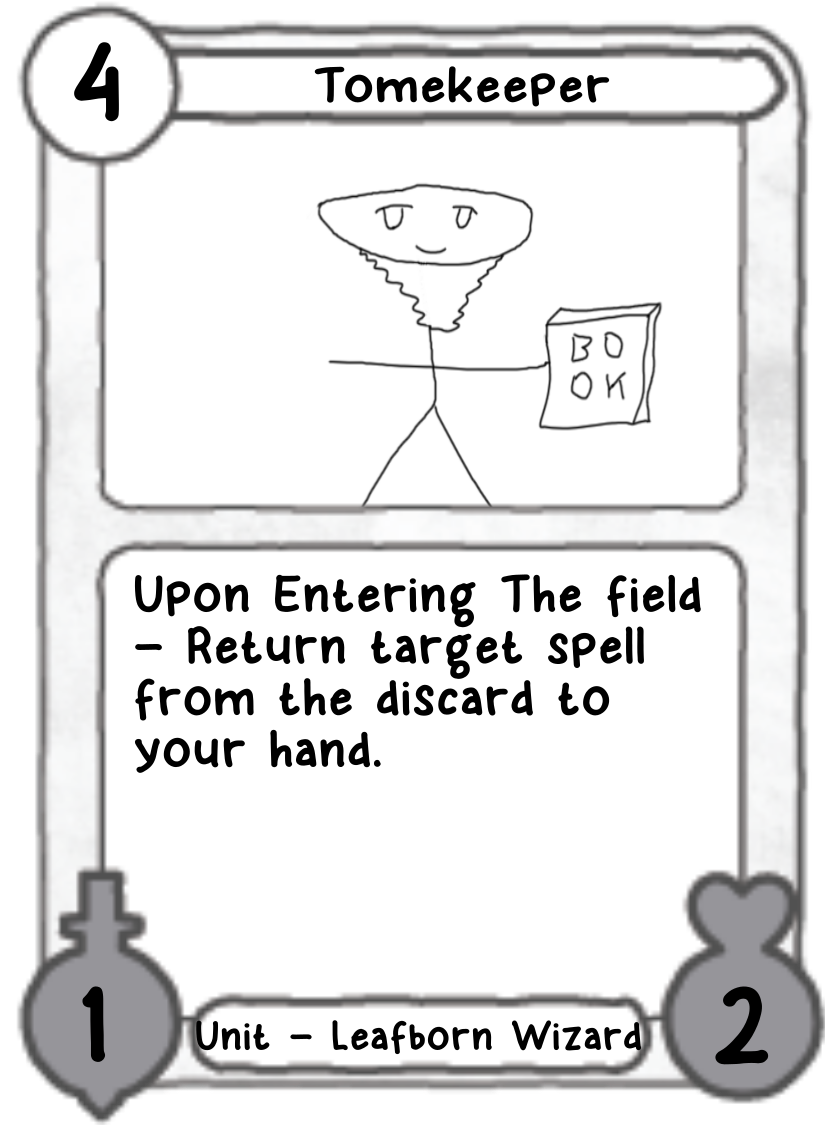 4
Tomekeeper
BO
OK
Upon Entering The field
– Return target spell
from the discard to
your hand.
1
Unit – Leafborn Wizard
2